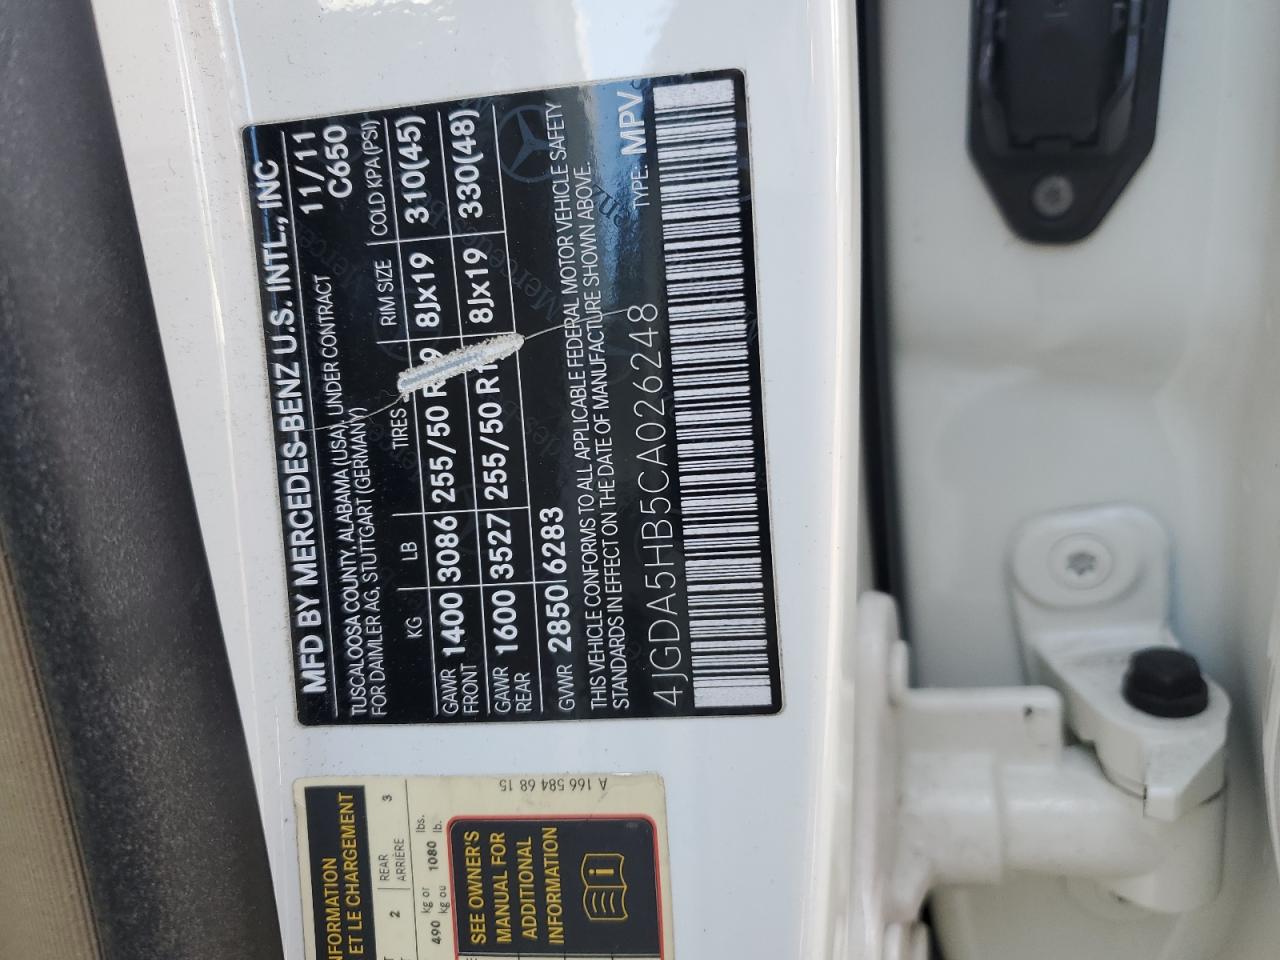 MFD BY MERCEDES-BENZ U.S. INTL., INC
TUSCALOOSA COUNTY, ALABAMA (USA), UNDER CONTRACT 11/11
FOR DAIMLER AG, STUTTGART (GERMANY) C650
KG LB TIRES RIM SIZE COLD KPA (PSI)
GAWR FRONT 1400 3086 255/50 R 9 8Jx19 310(45)
GAWR REAR 1600 3527 255/50 R1 8Jx19 330(48)
GVWR 2850 6283
THIS VEHICLE CONFORMS TO ALL APPLICABLE FEDERAL MOTOR VEHICLE SAFETY
STANDARDS IN EFFECT ON THE DATE OF MANUFACTURE SHOWN ABOVE.
4JGDA5HB5CA026248 TYPE: MPV
A 166 584 68 15
ET LE CHARGEMENT
2 REAR 3
ARRIÈRE
490 kg or 1080 lbs.
kg ou lb.
SEE OWNER'S
MANUAL FOR
ADDITIONAL
INFORMATION